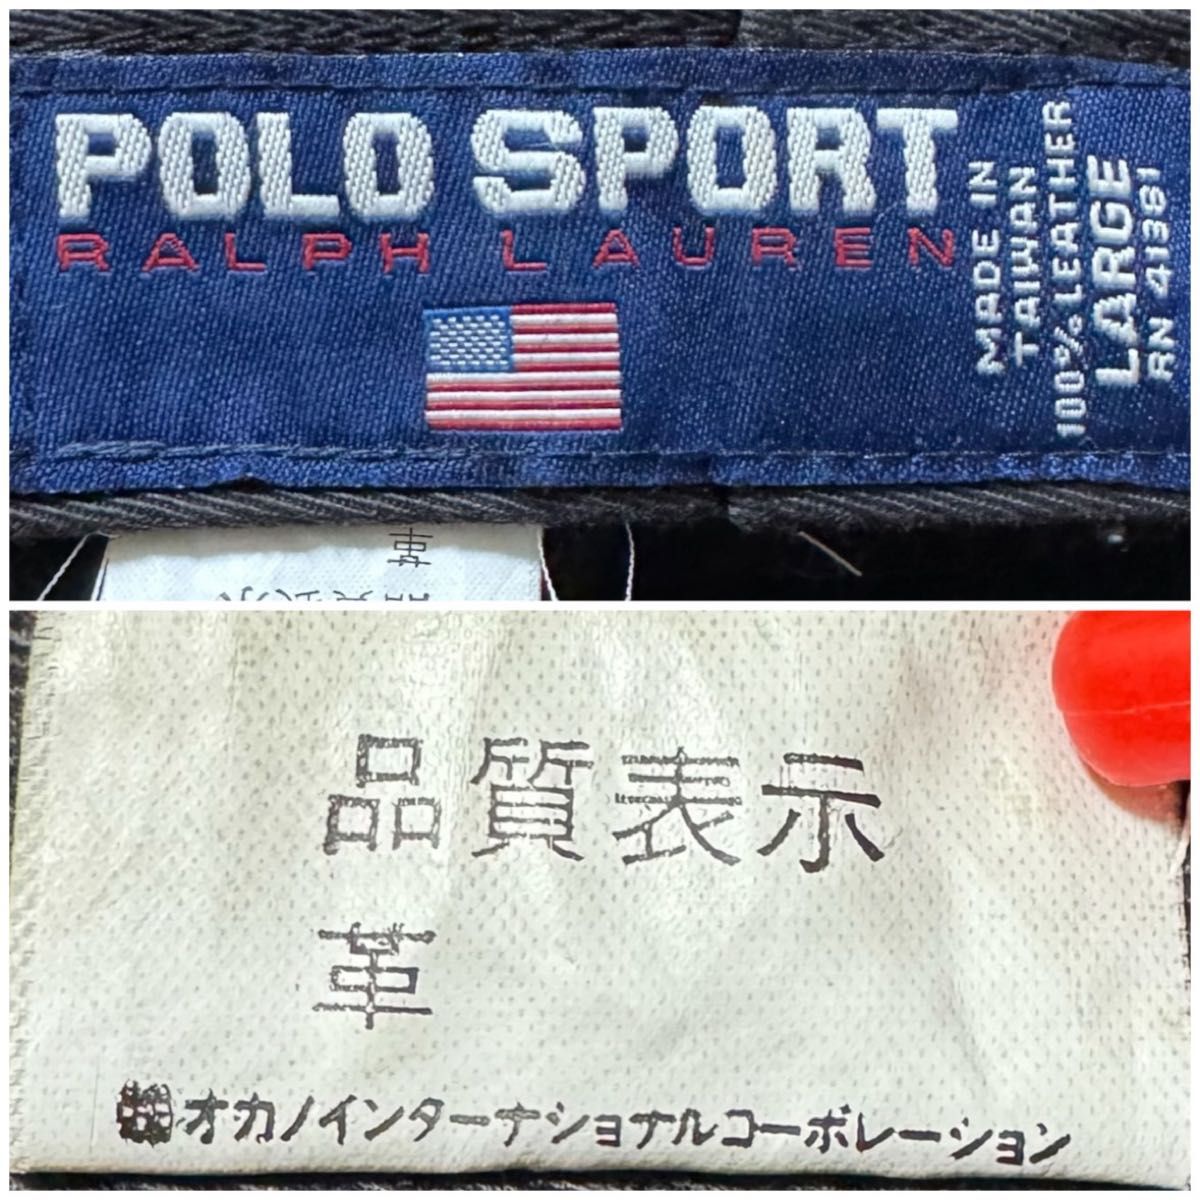 POLO SPORT
RALPH LAUREN
MADE IN
TAIWAN
100% LEATHER
LARGE
RN 41381
革
品質表示
革
オカノインターナショナルコーポレーション